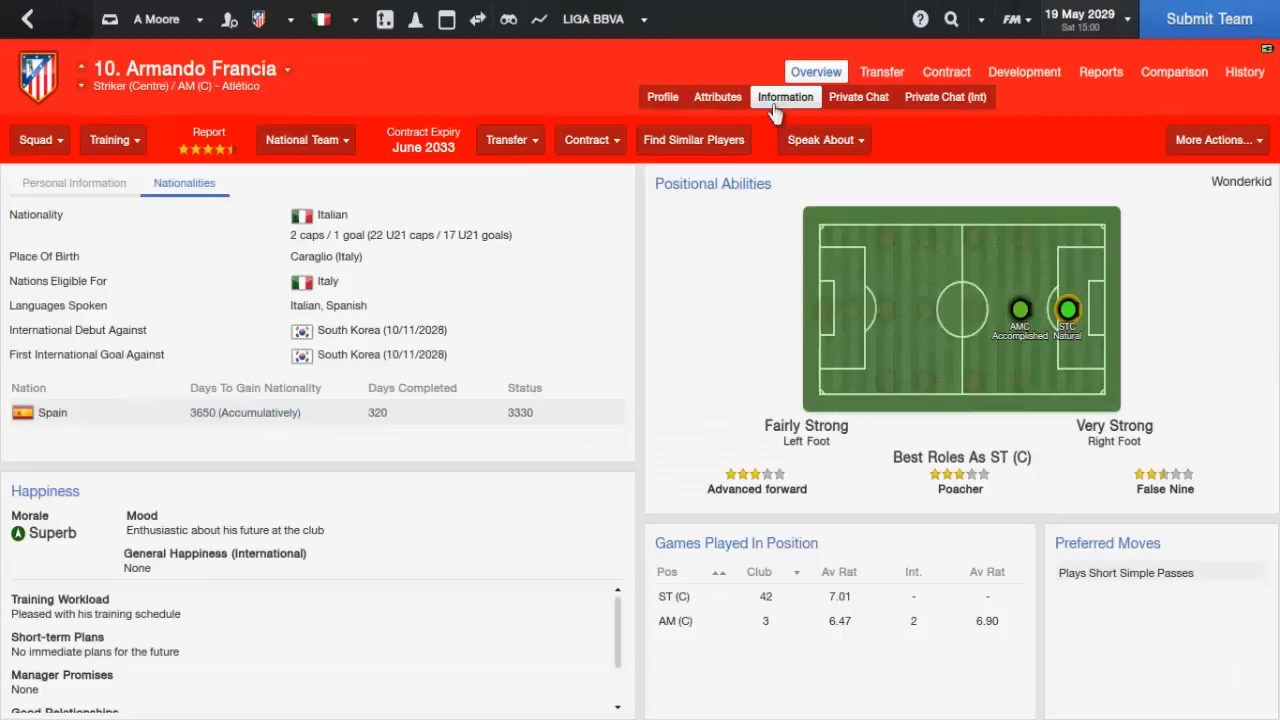 A Moore
LIGA BBVA
FM
19 May 2029
Sat 15:00
Submit Team
10. Armando Francia
Striker (Centre) / AM (C) - Atlético
Overview Transfer Contract Development Reports Comparison History
Profile Attributes Information Private Chat Private Chat (Int)
Squad Training Report National Team Contract Expiry June 2033 Transfer Contract Find Similar Players Speak About More Actions...
Personal Information Nationalities
Nationality Italian
2 caps / 1 goal (22 U21 caps / 17 U21 goals)
Place Of Birth Caraglio (Italy)
Nations Eligible For Italy
Languages Spoken Italian, Spanish
International Debut Against South Korea (10/11/2028)
First International Goal Against South Korea (10/11/2028)
Nation Days To Gain Nationality Days Completed Status
Spain 3650 (Accumulatively) 320 3330
Positional Abilities Wonderkid
AMC STC
Accomplished Natural
Fairly Strong Very Strong
Left Foot Right Foot
Best Roles As ST (C)
Advanced forward Poacher False Nine
Happiness
Morale Mood
Superb Enthusiastic about his future at the club
General Happiness (International)
None
Training Workload
Pleased with his training schedule
Short-term Plans
No immediate plans for the future
Manager Promises
None
Good Relationships
Games Played In Position
Pos Club Av Rat Int. Av Rat
ST (C) 42 7.01 - -
AM (C) 3 6.47 2 6.90
Preferred Moves
Plays Short Simple Passes